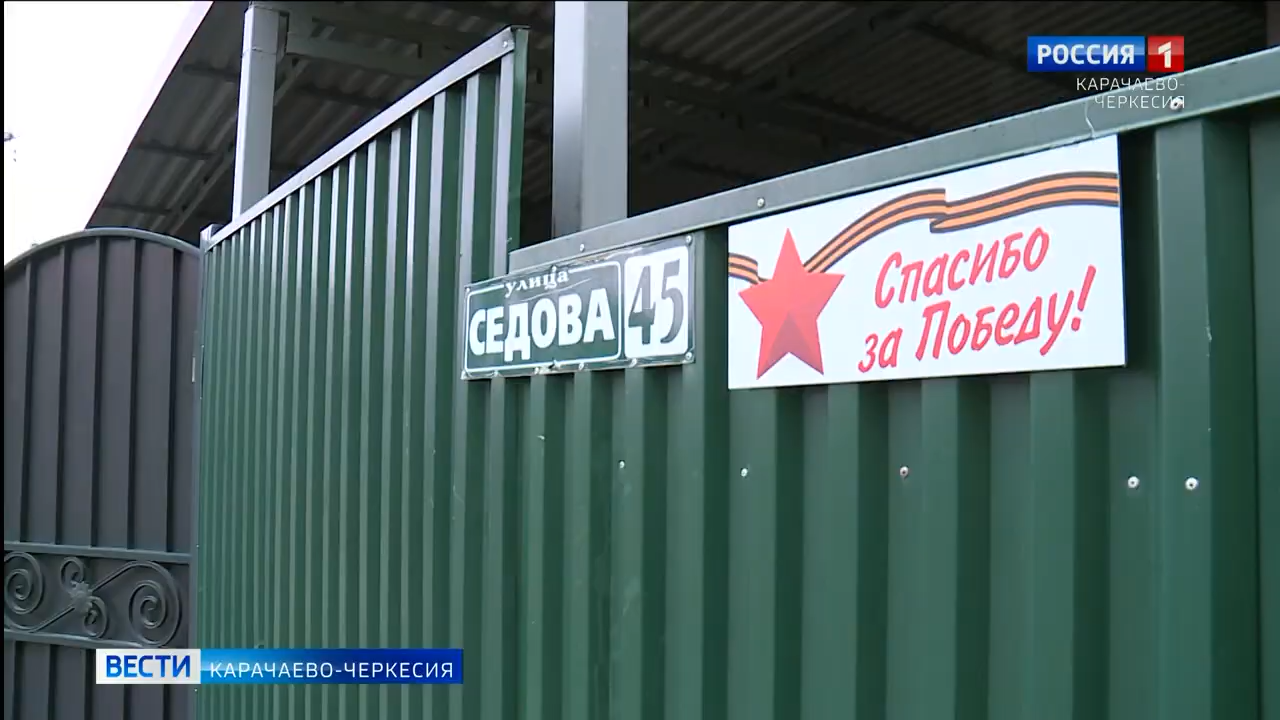 РОССИЯ 1
КАРАЧАЕВО-
ЧЕРКЕСИЯ
улица
СЕДОВА 45
Спасибо
за Победу!
ВЕСТИ КАРАЧАЕВО-ЧЕРКЕСИЯ